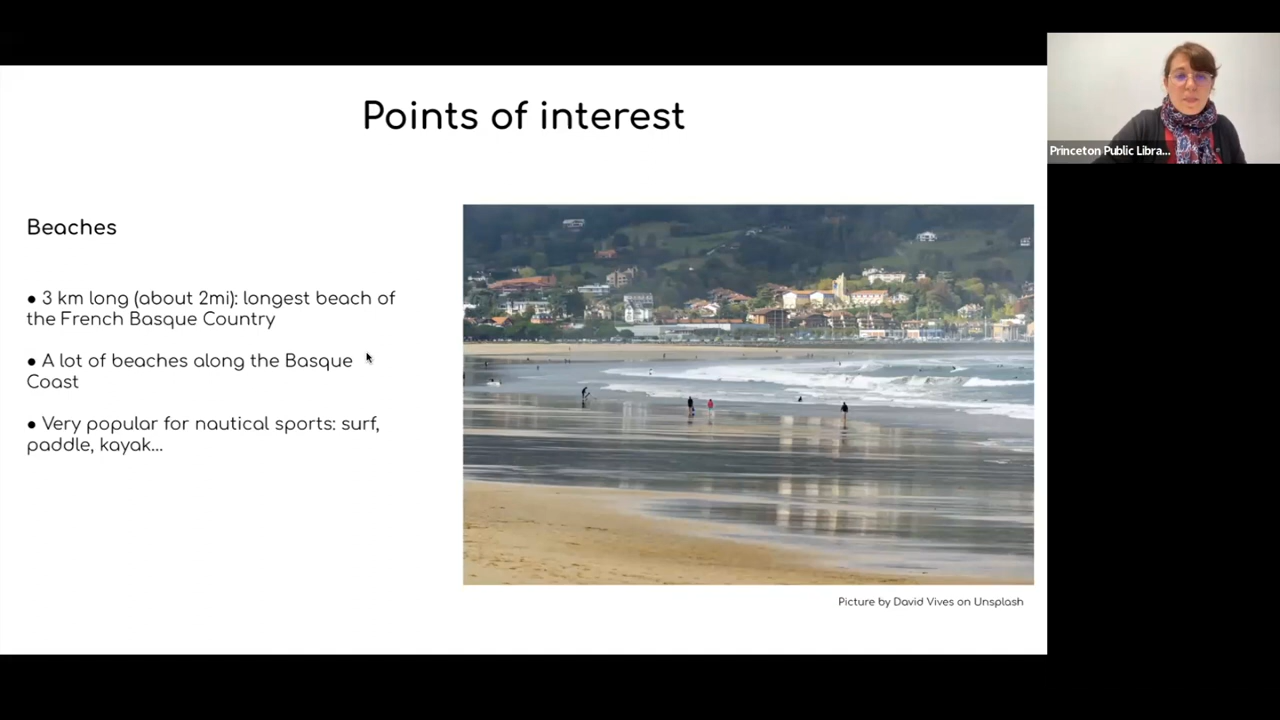 Points of interest
Beaches
● 3 km long (about 2mi): longest beach of
the French Basque Country
● A lot of beaches along the Basque
Coast
● Very popular for nautical sports: surf,
paddle, kayak...
Picture by David Vives on Unsplash
Princeton Public Libra...